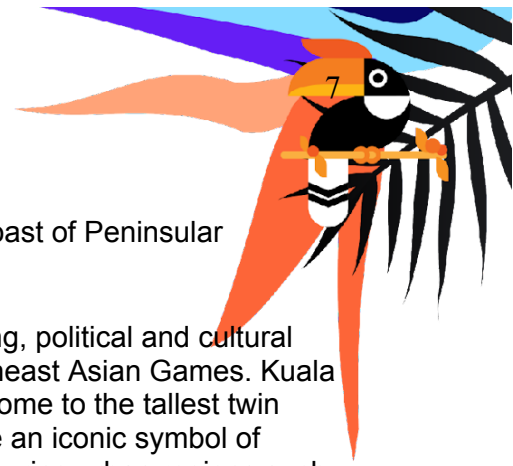 7
oast of Peninsular
ng, political and cultural
heast Asian Games. Kuala
ome to the tallest twin
e an iconic symbol of